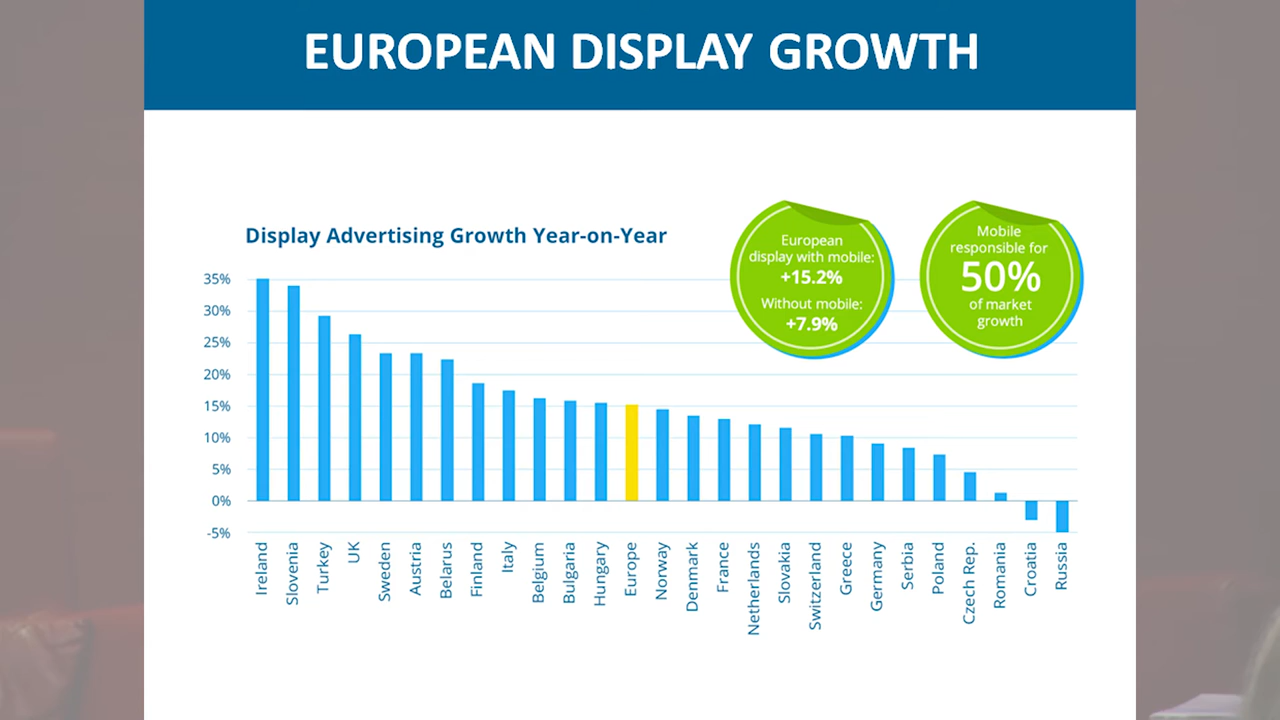 EUROPEAN DISPLAY GROWTH
Display Advertising Growth Year-on-Year
European
display with mobile:
+15.2%
Without mobile:
+7.9%
Mobile
responsible for
50%
of market
growth
35%
30%
25%
20%
15%
10%
5%
0%
-5%
Ireland
Slovenia
Turkey
UK
Sweden
Austria
Belarus
Finland
Italy
Belgium
Bulgaria
Hungary
Europe
Norway
Denmark
France
Netherlands
Slovakia
Switzerland
Greece
Germany
Serbia
Poland
Czech Rep.
Romania
Croatia
Russia